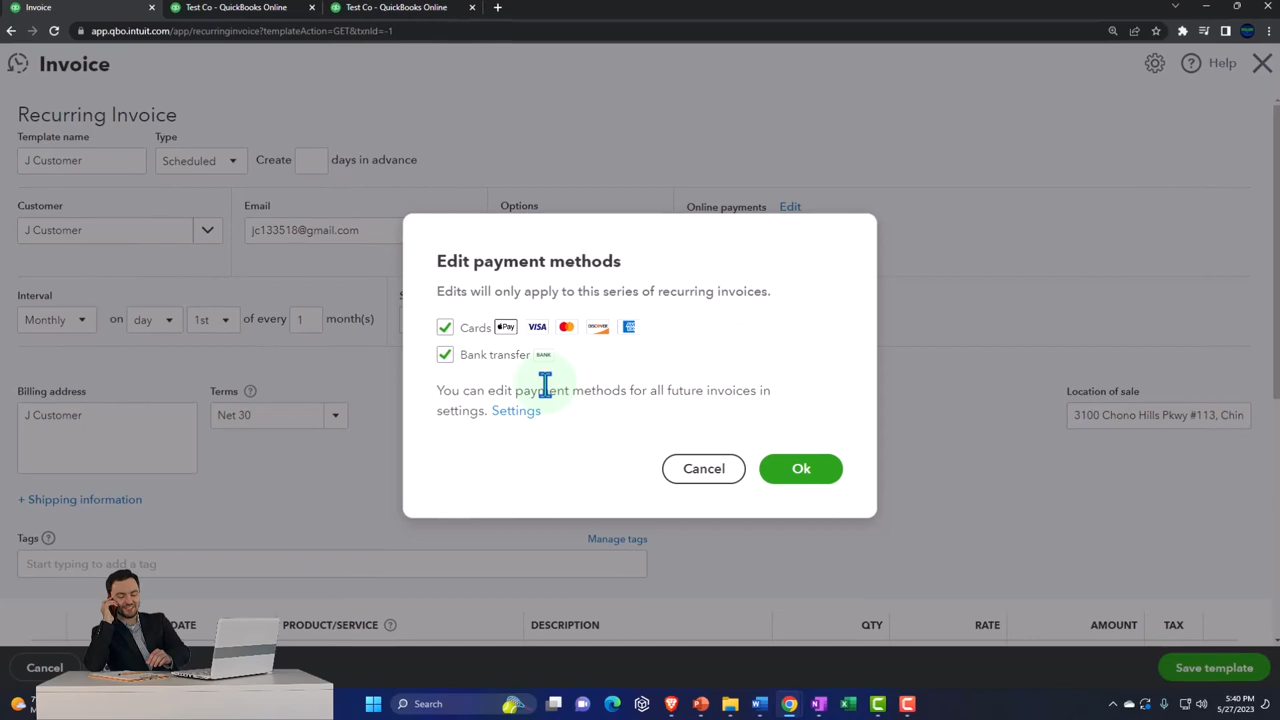 Invoice
Test Co - QuickBooks Online
Test Co - QuickBooks Online
app.qbo.intuit.com/app/recurringinvoice?templateAction=GET&txnId=-1
Invoice
Help
Recurring Invoice
Template name
Type
J Customer
Scheduled
Create
days in advance
Customer
Email
Options
Online payments
Edit
J Customer
jc133518@gmail.com
Edit payment methods
Edits will only apply to this series of recurring invoices.
Cards
Pay
VISA
DISCOVER
Bank transfer
BANK
You can edit payment methods for all future invoices in
settings. Settings
Cancel
Ok
Interval
S
Monthly
on
day
1st
of every
1
month(s)
Billing address
Terms
Location of sale
J Customer
Net 30
3100 Chono Hills Pkwy #113, Chin
+ Shipping information
Tags
Manage tags
Start typing to add a tag
DATE
PRODUCT/SERVICE
DESCRIPTION
QTY
RATE
AMOUNT
TAX
Cancel
Save template
Search
5:40 PM
5/27/2023